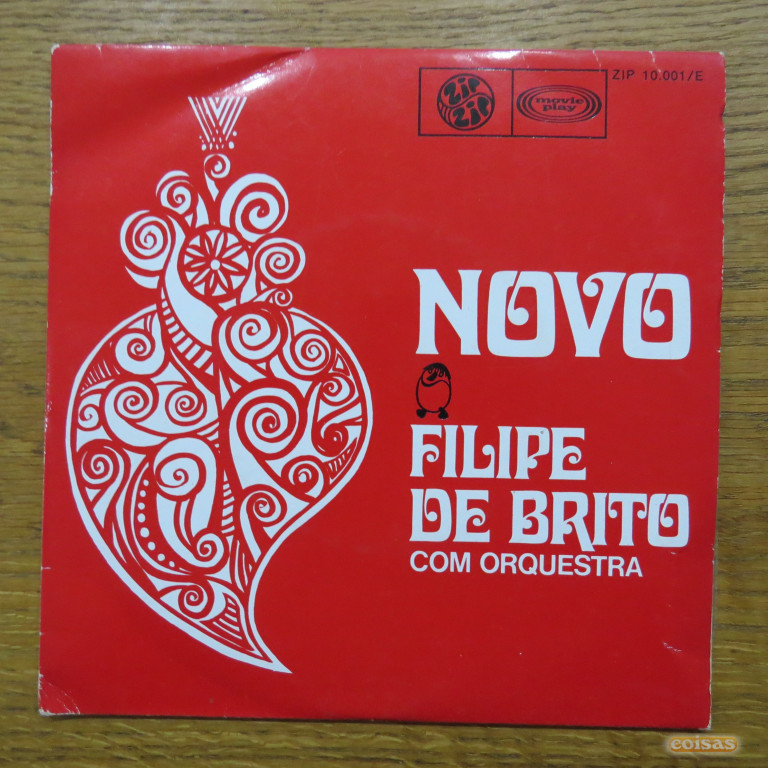 ZIP
ZIP
movie
play
ZIP 10.001/E
NOVO
FILIPE
DE BRITO
COM ORQUESTRA
coisas